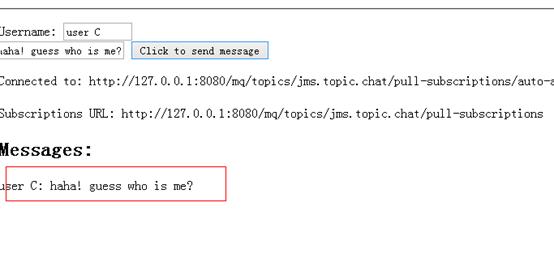 Username: user C
haha! guess who is me? Click to send message
Connected to: http://127.0.0.1:8080/mq/topics/jms.topic.chat/pull-subscriptions/auto-a
Subscriptions URL: http://127.0.0.1:8080/mq/topics/jms.topic.chat/pull-subscriptions
Messages:
user C: haha! guess who is me?